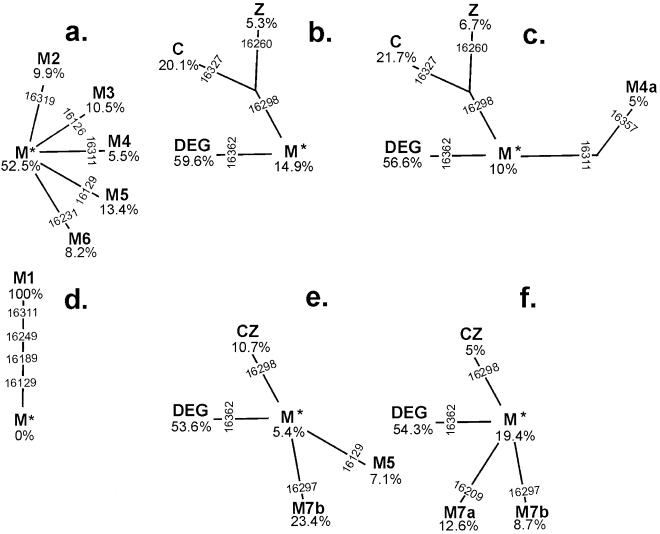 a.
M2
9.9%
16319
M3
10.5%
16126
M4
5.5%
16311
M*
52.5%
M5
13.4%
16129
M6
8.2%
16231
b.
Z
5.3%
16260
C
20.1%
16327
16298
DEG
59.6%
16362
M*
14.9%
c.
Z
6.7%
16260
C
21.7%
16327
16298
M4a
5%
16357
DEG
56.6%
16362
M*
10%
16311
d.
M1
100%
16311
16249
16189
16129
M*
0%
e.
CZ
10.7%
16298
DEG
53.6%
16362
M*
5.4%
16129
M5
7.1%
16297
M7b
23.4%
f.
CZ
5%
16298
DEG
54.3%
16362
M*
19.4%
16209
16297
M7a
12.6%
M7b
8.7%